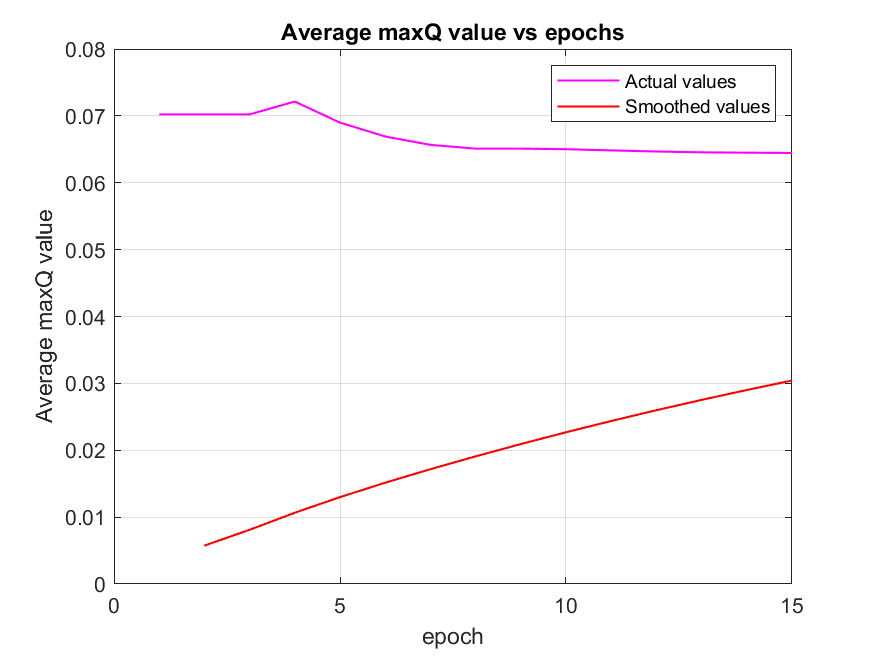 Average maxQ value vs epochs
Actual values
Smoothed values
0.08
0.07
0.06
0.05
0.04
0.03
0.02
0.01
0
Average maxQ value
0 5 10 15
epoch